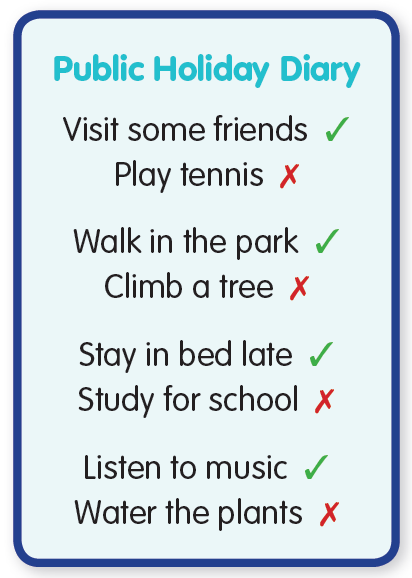 Public Holiday Diary
Visit some friends ✓
Play tennis ✗
Walk in the park ✓
Climb a tree ✗
Stay in bed late ✓
Study for school ✗
Listen to music ✓
Water the plants ✗